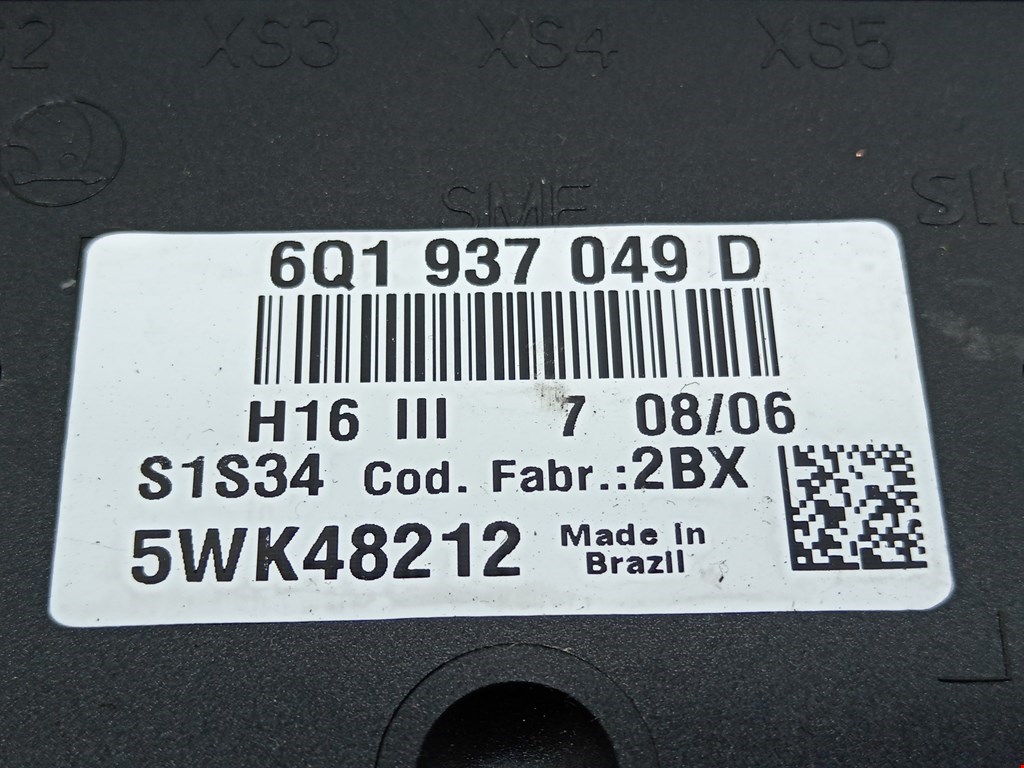 XS3 XS4 XS5
SME
6Q1 937 049 D
H16 III 7 08/06
S1S34 Cod. Fabr.:2BX
5WK48212 Made In
Brazil